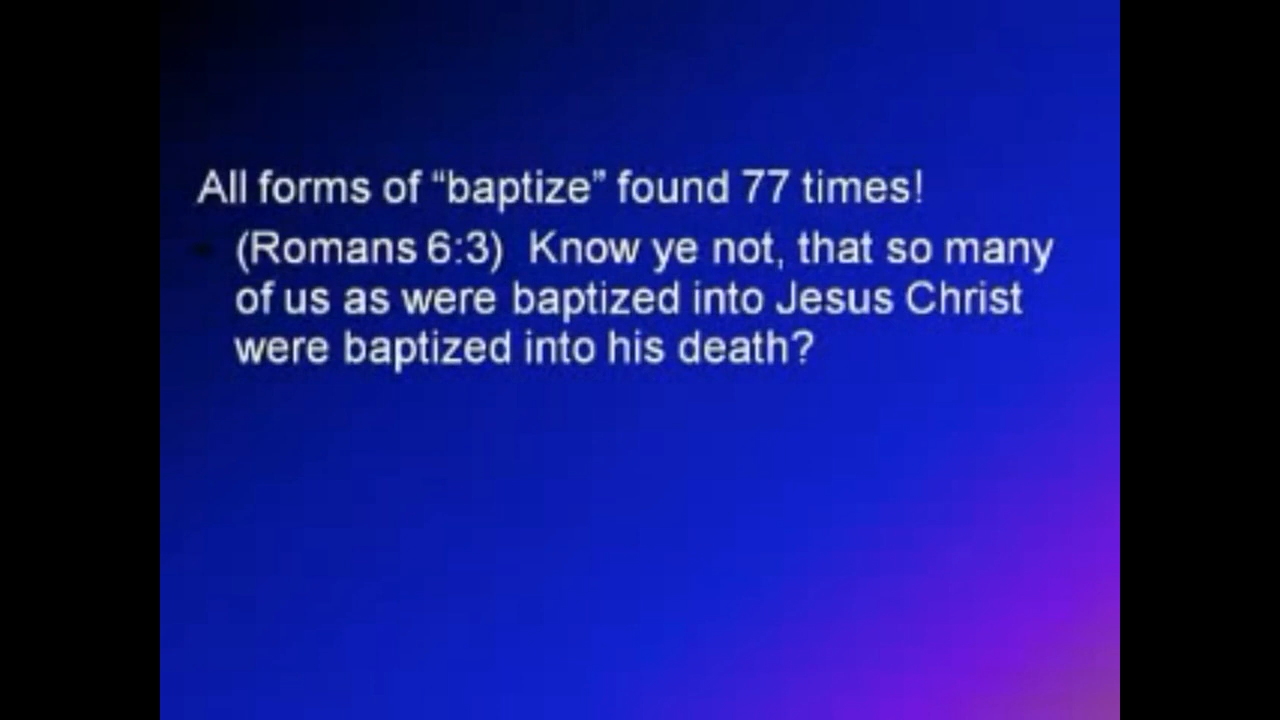 All forms of “baptize” found 77 times!
(Romans 6:3) Know ye not, that so many
of us as were baptized into Jesus Christ
were baptized into his death?